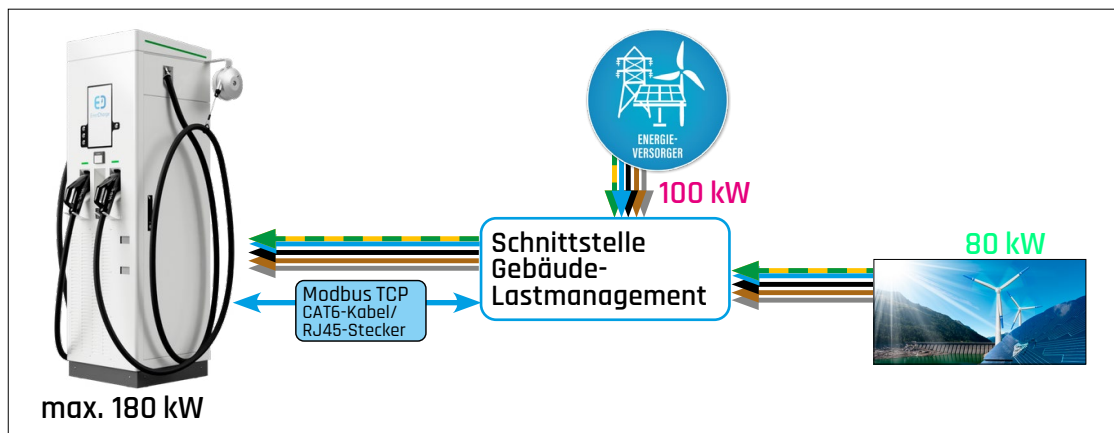 ENERGIE-
VERSORGER
100 kW
80 kW
Schnittstelle
Gebäude-
Lastmanagement
Modbus TCP
CAT6-Kabel/
RJ45-Stecker
max. 180 kW